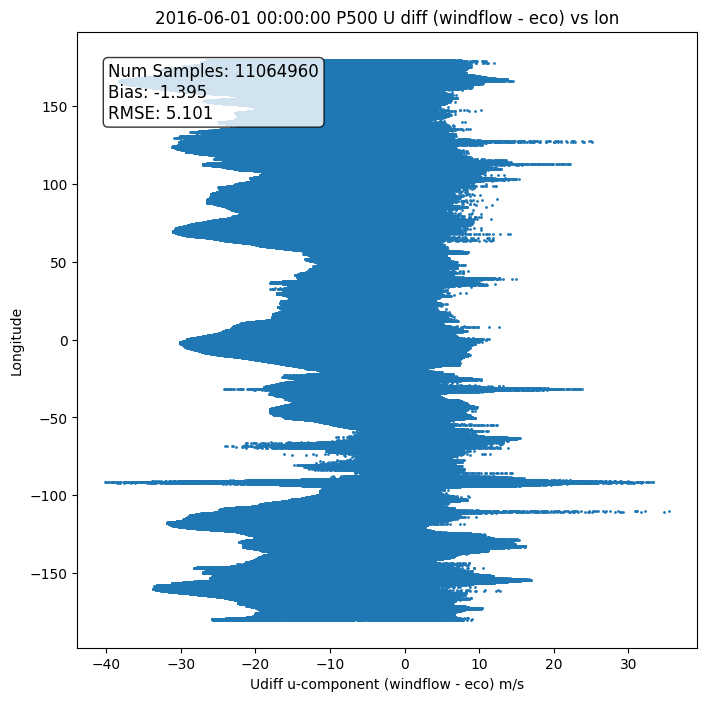 2016-06-01 00:00:00 P500 U diff (windflow - eco) vs lon
Num Samples: 11064960
Bias: -1.395
RMSE: 5.101
150
100
50
0
−50
−100
−150
Longitude
−40 −30 −20 −10 0 10 20 30
Udiff u-component (windflow - eco) m/s